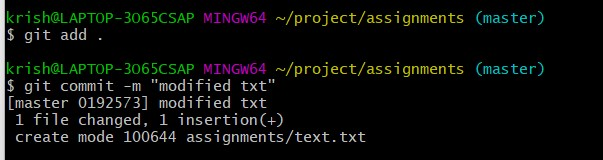 krish@LAPTOP-3O65CSAP MINGW64 ~/project/assignments (master)
$ git add .
krish@LAPTOP-3O65CSAP MINGW64 ~/project/assignments (master)
$ git commit -m "modified txt"
[master 0192573] modified txt
 1 file changed, 1 insertion(+)
 create mode 100644 assignments/text.txt